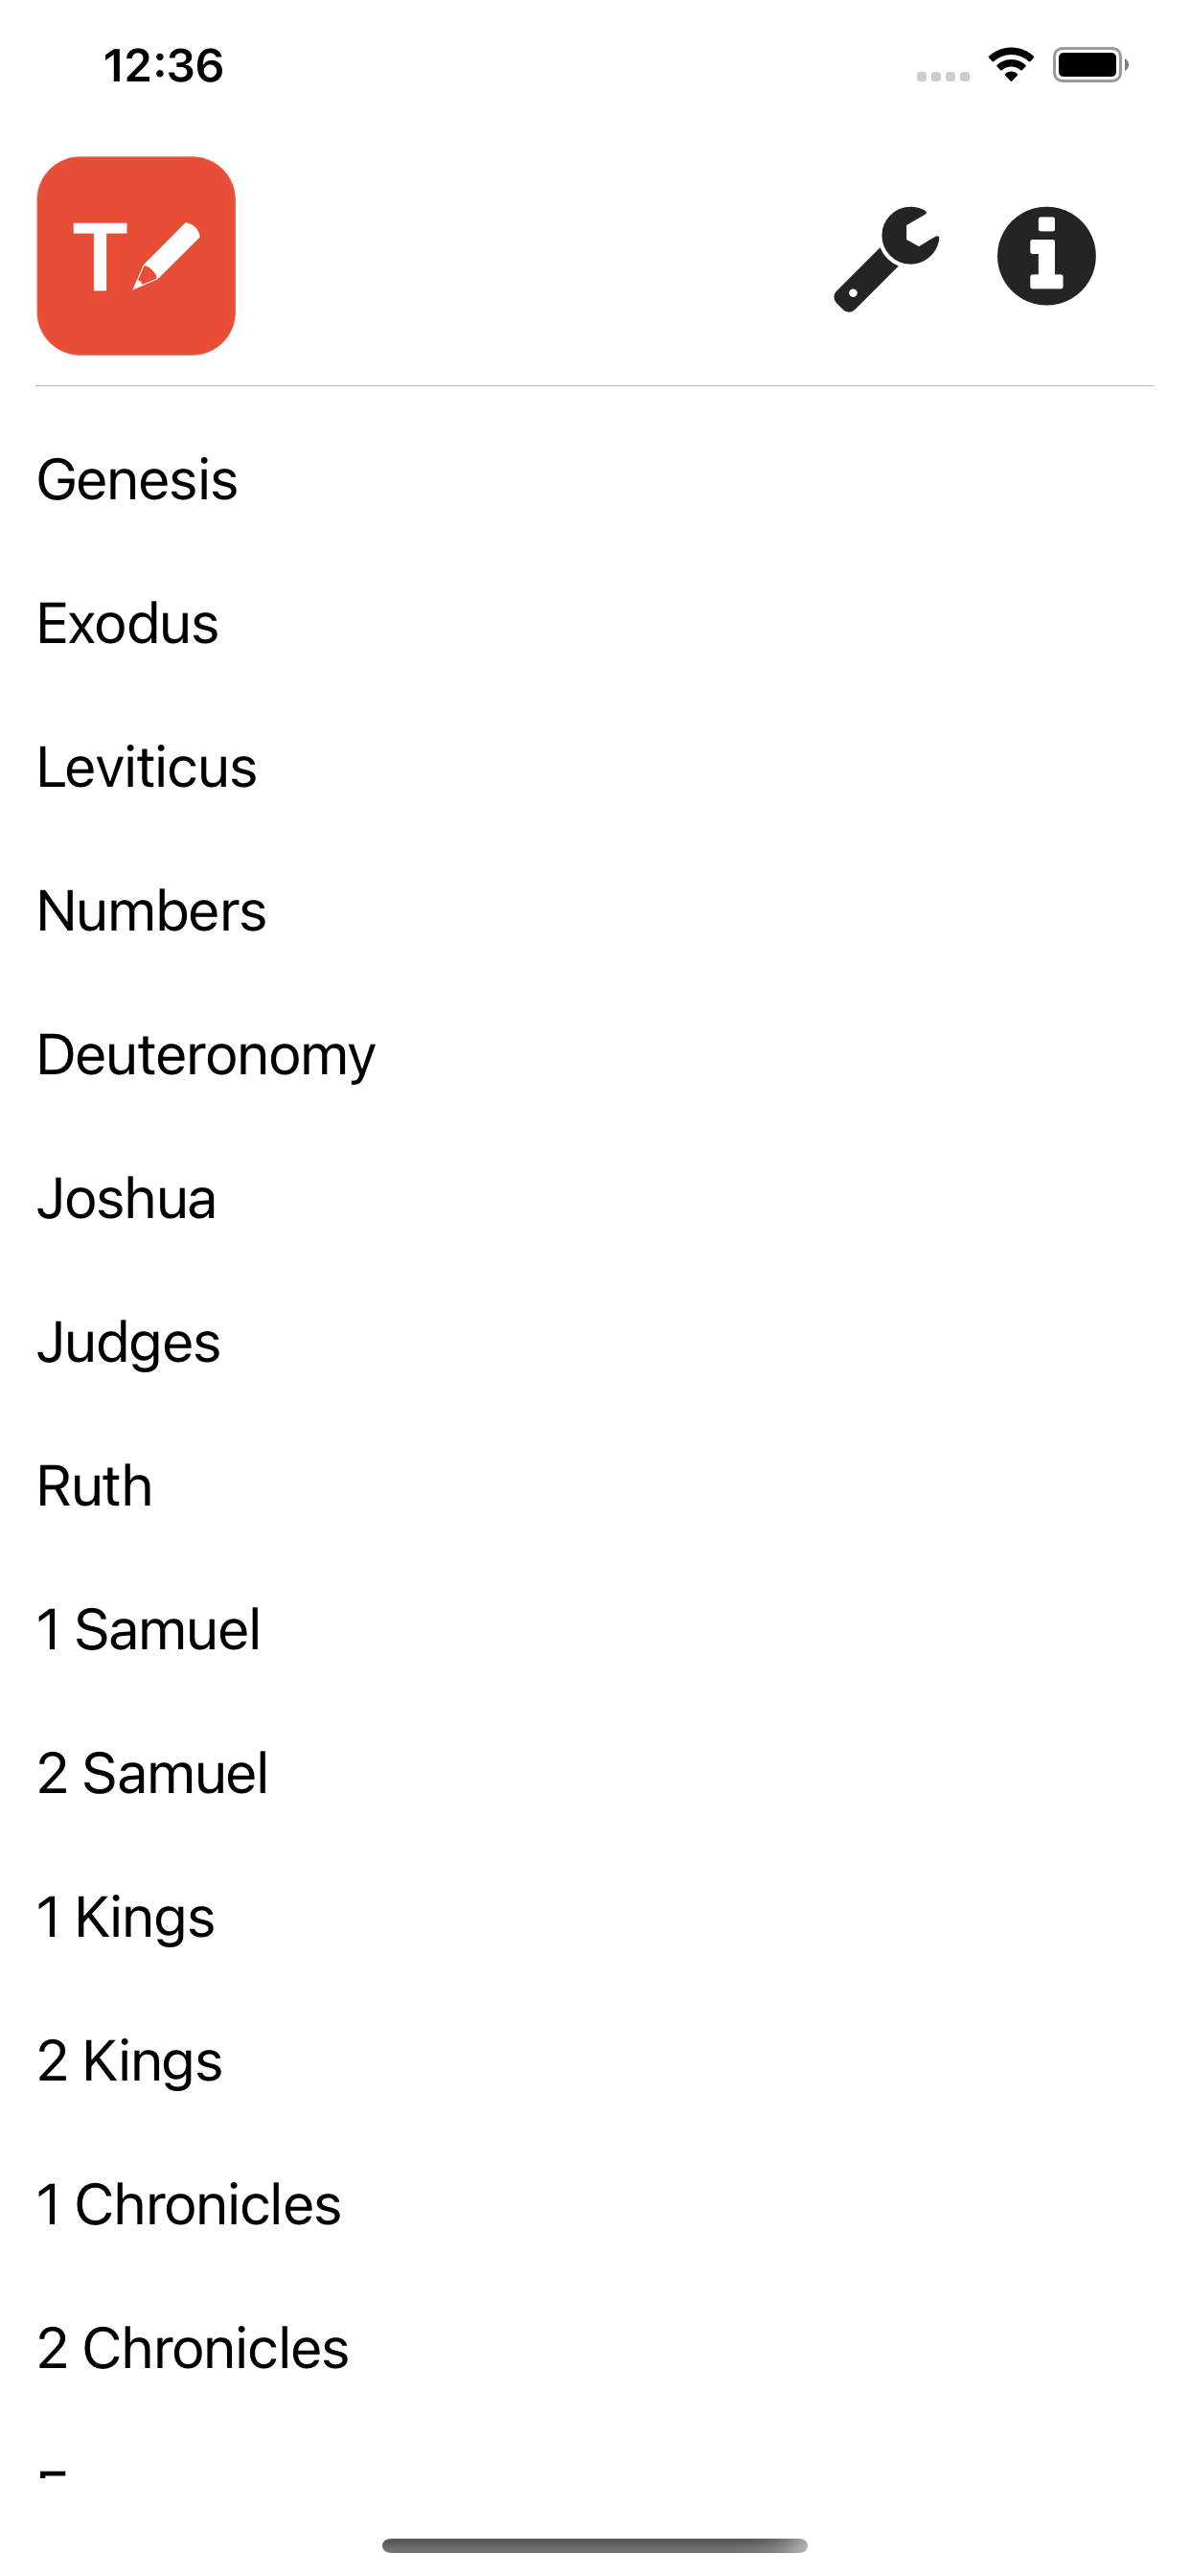 12:36
T
Genesis
Exodus
Leviticus
Numbers
Deuteronomy
Joshua
Judges
Ruth
1 Samuel
2 Samuel
1 Kings
2 Kings
1 Chronicles
2 Chronicles